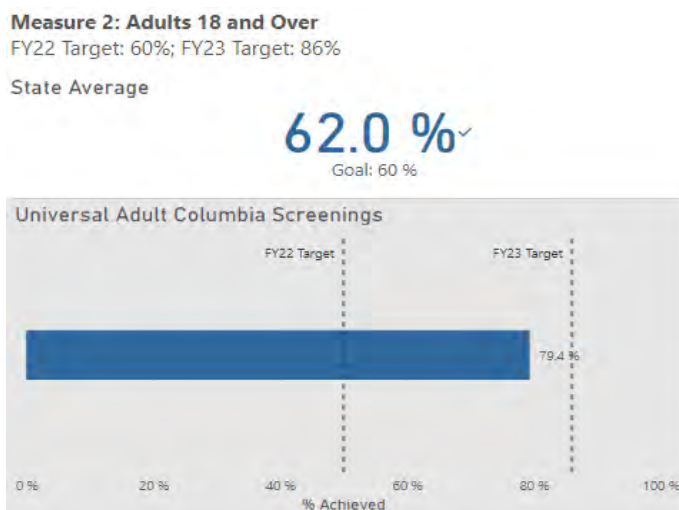 Measure 2: Adults 18 and Over
FY22 Target: 60%; FY23 Target: 86%
State Average
62.0 %✓
Goal: 60 %
Universal Adult Columbia Screenings
FY22 Target
FY23 Target
79.4 %
0 %
20 %
40 %
60 %
80 %
100 %
% Achieved